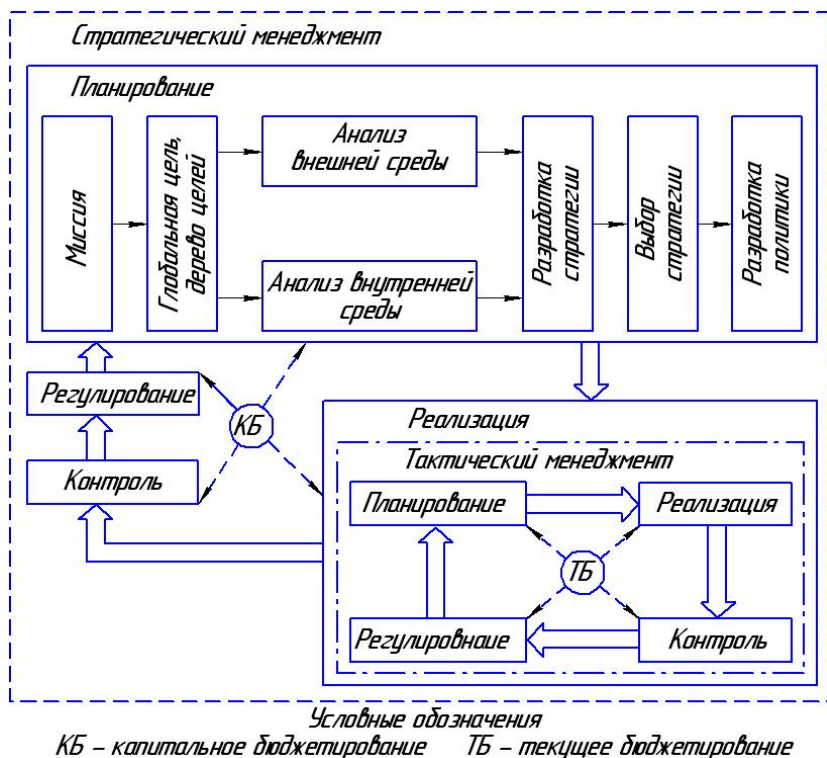 Стратегический менеджмент
Планирование
Миссия
Глобальная цель,
дерево целей
Анализ
внешней среды
Анализ внутренней
среды
Разработка
стратегии
Выбор
стратегии
Разработка
политики
Регулирование
КБ
Контроль
Реализация
Тактический менеджмент
Планирование
Реализация
ТБ
Регулировнаие
Контроль
Условные обозначения
КБ – капитальное бюджетирование ТБ – текущее бюджетирование